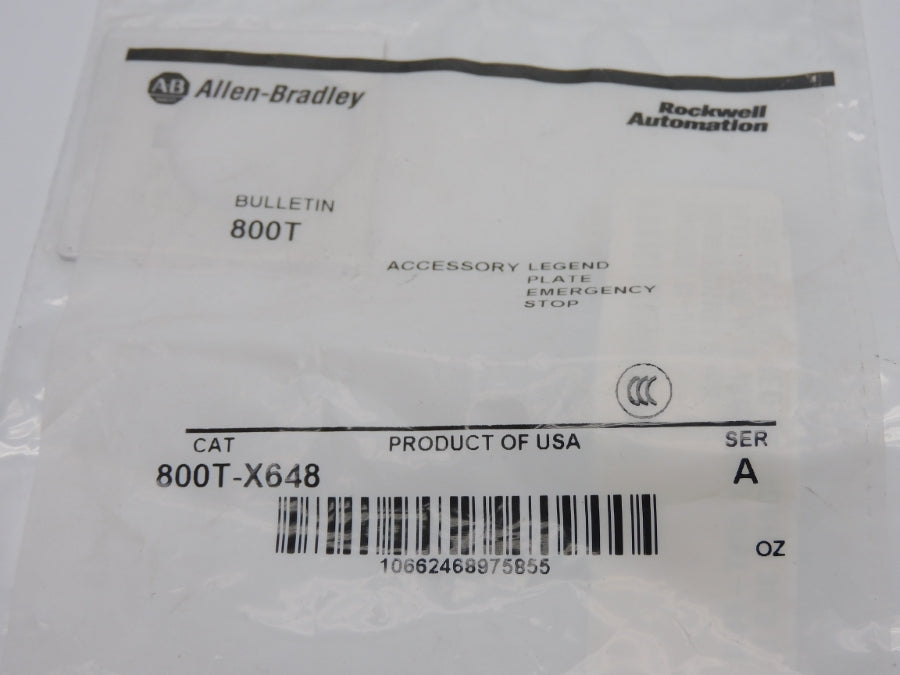 AB Allen-Bradley
Rockwell
Automation
BULLETIN
800T
ACCESSORY LEGEND
PLATE
EMERGENCY
STOP
CCC
CAT
PRODUCT OF USA
SER
800T-X648
A
10662468975855
OZ